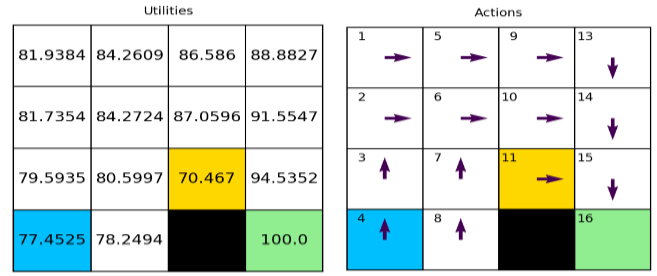 Utilities
81.9384 84.2609 86.586 88.8827
81.7354 84.2724 87.0596 91.5547
79.5935 80.5997 70.467 94.5352
77.4525 78.2494 100.0
Actions
1 5 9 13
2 6 10 14
3 7 11 15
4 8 16